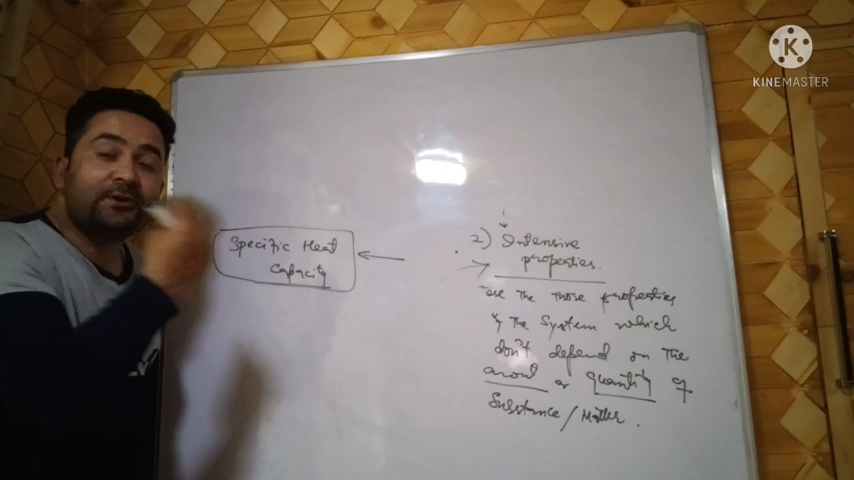 KINEMASTER
Specific Heat
Capacity
2) Intensive
properties.
are the those properties
of the System which
don't depend on the
amout or quantity of
Substance / Matter.